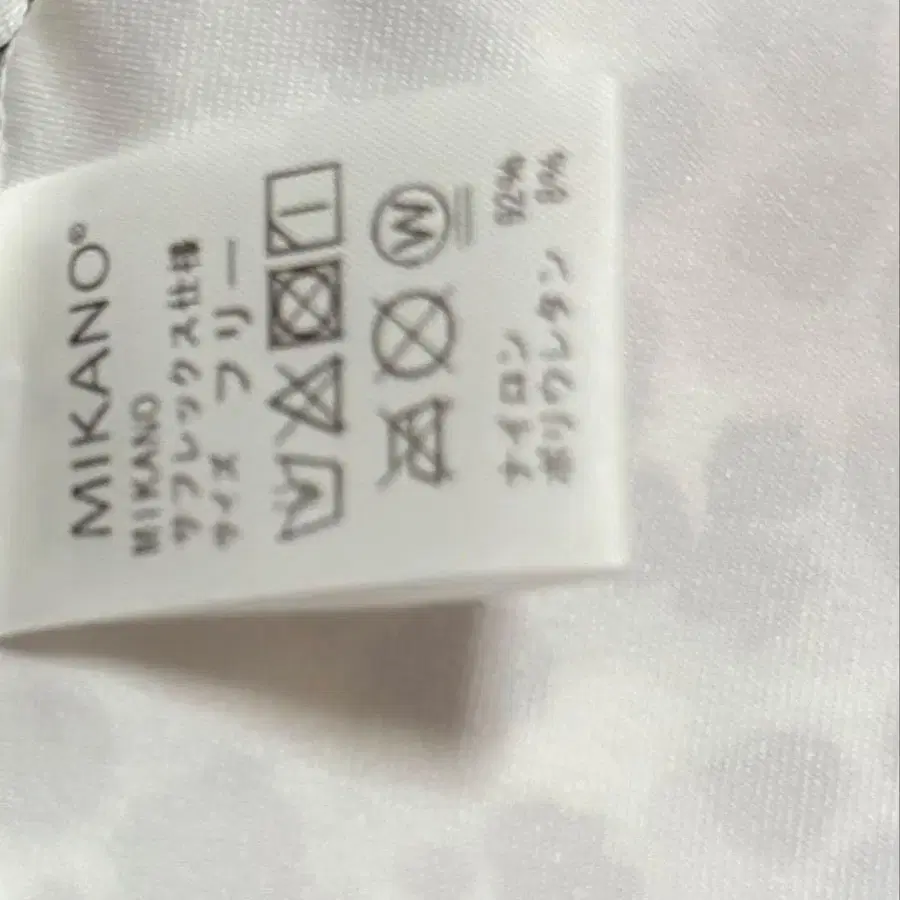 MIKANO®
MIKANO
サフレックス仕様
サイズ フリー
W
ナイロン 92%
ポリウレタン 8%